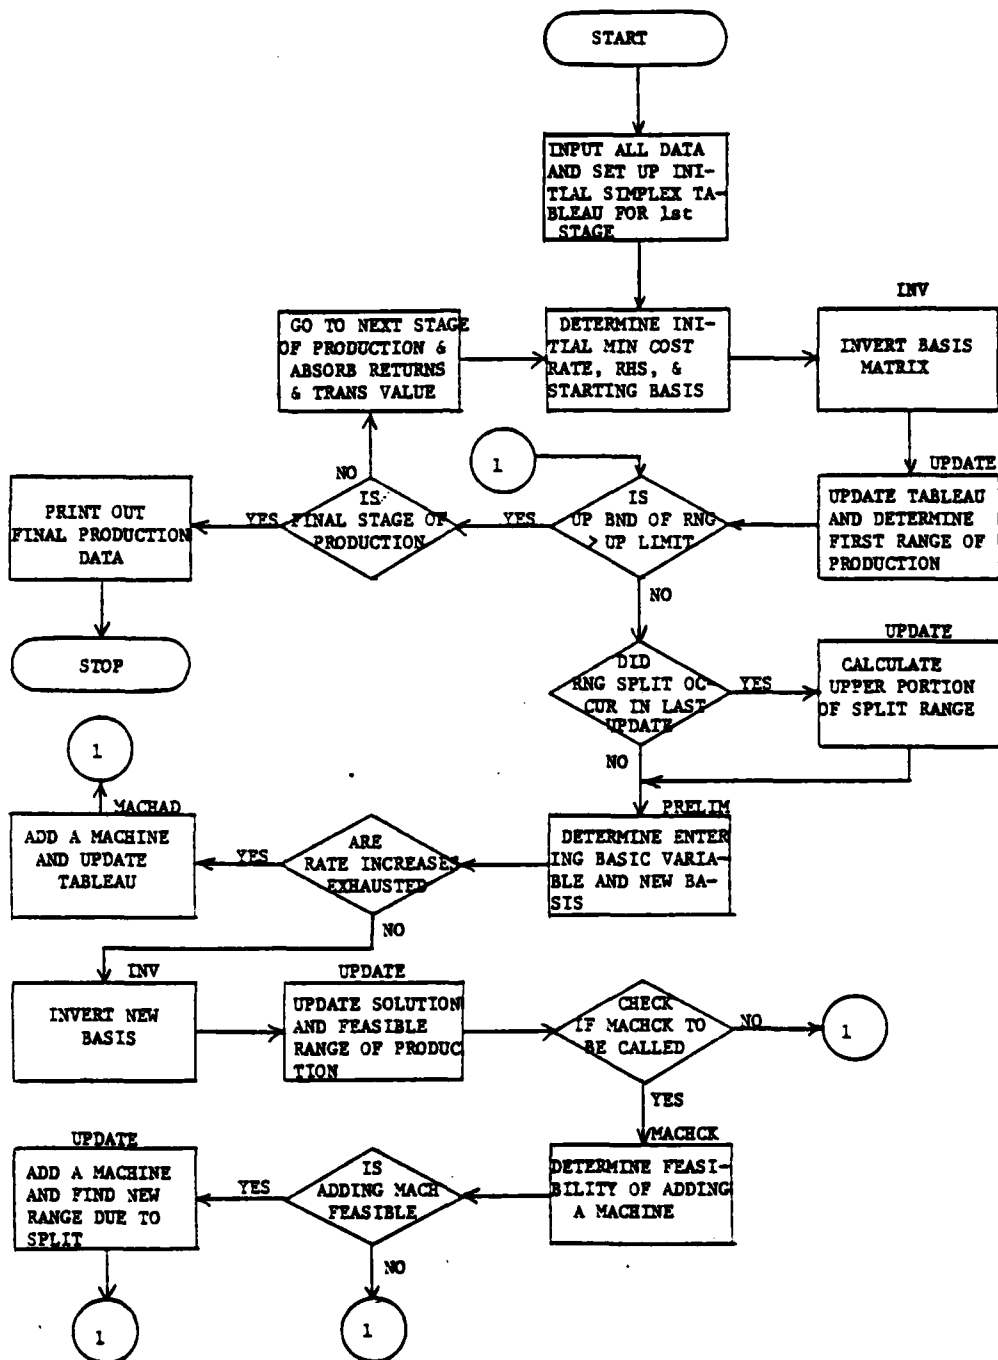 START
INPUT ALL DATA
AND SET UP INI-
TIAL SIMPLEX TA-
BLEAU FOR 1st
STAGE
INV
GO TO NEXT STAGE
OF PRODUCTION &
ABSORB RETURNS
& TRANS VALUE
DETERMINE INI-
TIAL MIN COST
RATE, RHS, &
STARTING BASIS
INVERT BASIS
MATRIX
NO
1
UPDATE
PRINT OUT
FINAL PRODUCTION
DATA
YES
IS
FINAL STAGE OF
PRODUCTION
YES
IS
UP BND OF RNG
> UP LIMIT
UPDATE TABLEAU
AND DETERMINE
FIRST RANGE OF
PRODUCTION
NO
STOP
DID
RNG SPLIT OC-
CUR IN LAST
UPDATE
YES
UPDATE
CALCULATE
UPPER PORTION
OF SPLIT RANGE
NO
1
MACHAD
ADD A MACHINE
AND UPDATE
TABLEAU
YES
ARE
RATE INCREASES
EXHAUSTED
PRELIM
DETERMINE ENTER
ING BASIC VARIA-
BLE AND NEW BA-
SIS
NO
INV
INVERT NEW
BASIS
UPDATE
UPDATE SOLUTION
AND FEASIBLE
RANGE OF PRODUC
TION
CHECK
IF MACHCK TO
BE CALLED
NO
1
YES
UPDATE
ADD A MACHINE
AND FIND NEW
RANGE DUE TO
SPLIT
YES
IS
ADDING MACH
FEASIBLE
MACHCK
DETERMINE FEASI-
BILITY OF ADDING
A MACHINE
NO
1
1